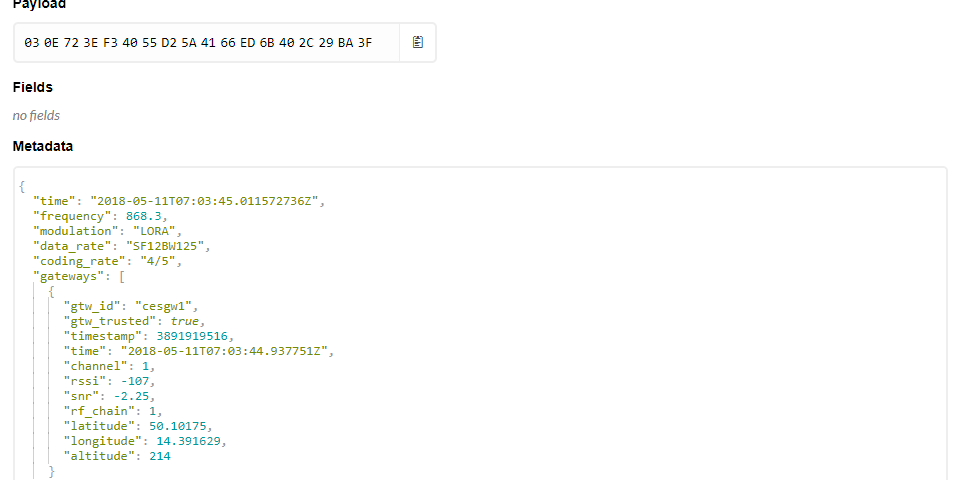 Payload
03 0E 72 3E F3 40 55 D2 5A 41 66 ED 6B 40 2C 29 BA 3F
Fields
no fields
Metadata
{
"time": "2018-05-11T07:03:45.011572736Z",
"frequency": 868.3,
"modulation": "LORA",
"data_rate": "SF12BW125",
"coding_rate": "4/5",
"gateways": [
{
"gtw_id": "cesgw1",
"gtw_trusted": true,
"timestamp": 3891919516,
"time": "2018-05-11T07:03:44.937751Z",
"channel": 1,
"rssi": -107,
"snr": -2.25,
"rf_chain": 1,
"latitude": 50.10175,
"longitude": 14.391629,
"altitude": 214
}